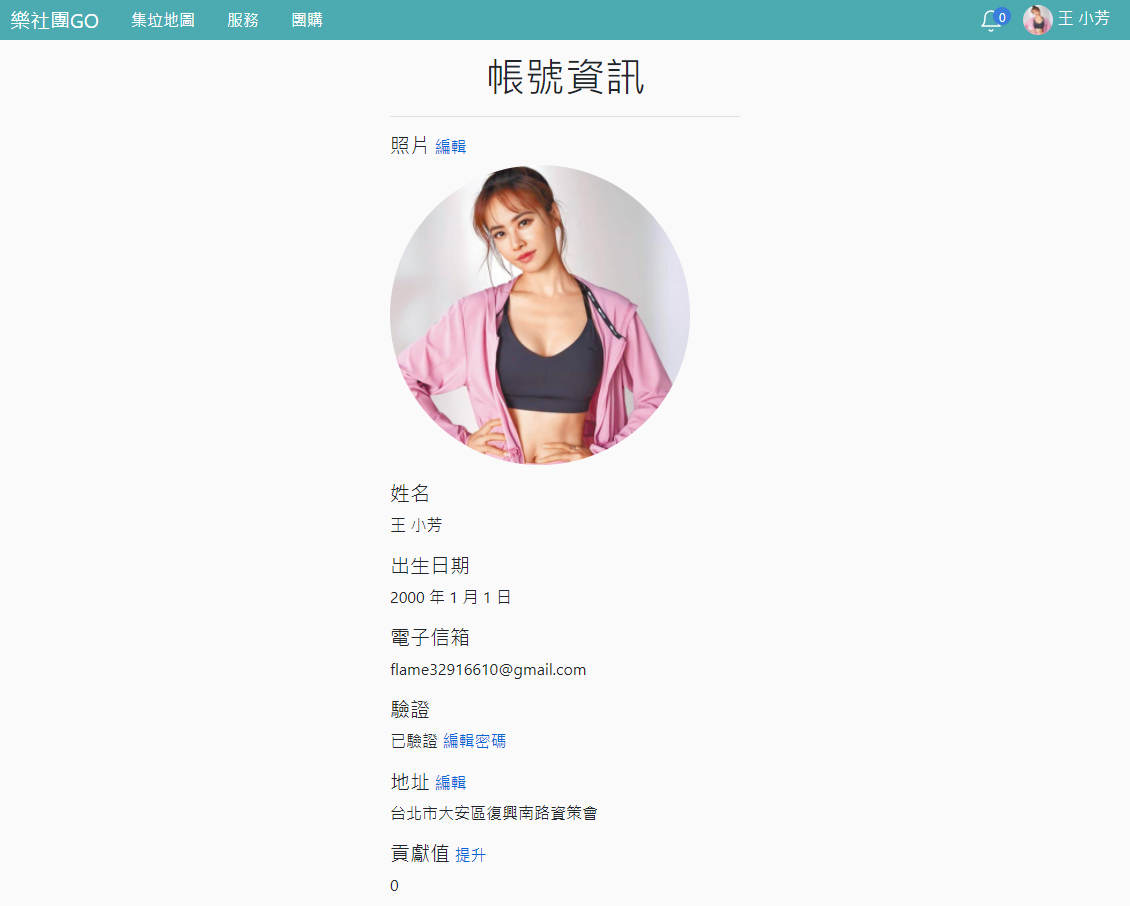 樂社團GO 集垃地圖 服務 團購 0 王 小芳
帳號資訊
照片 編輯
姓名
王 小芳
出生日期
2000 年 1 月 1 日
電子信箱
flame32916610@gmail.com
驗證
已驗證 編輯密碼
地址 編輯
台北市大安區復興南路資策會
貢獻值 提升
0